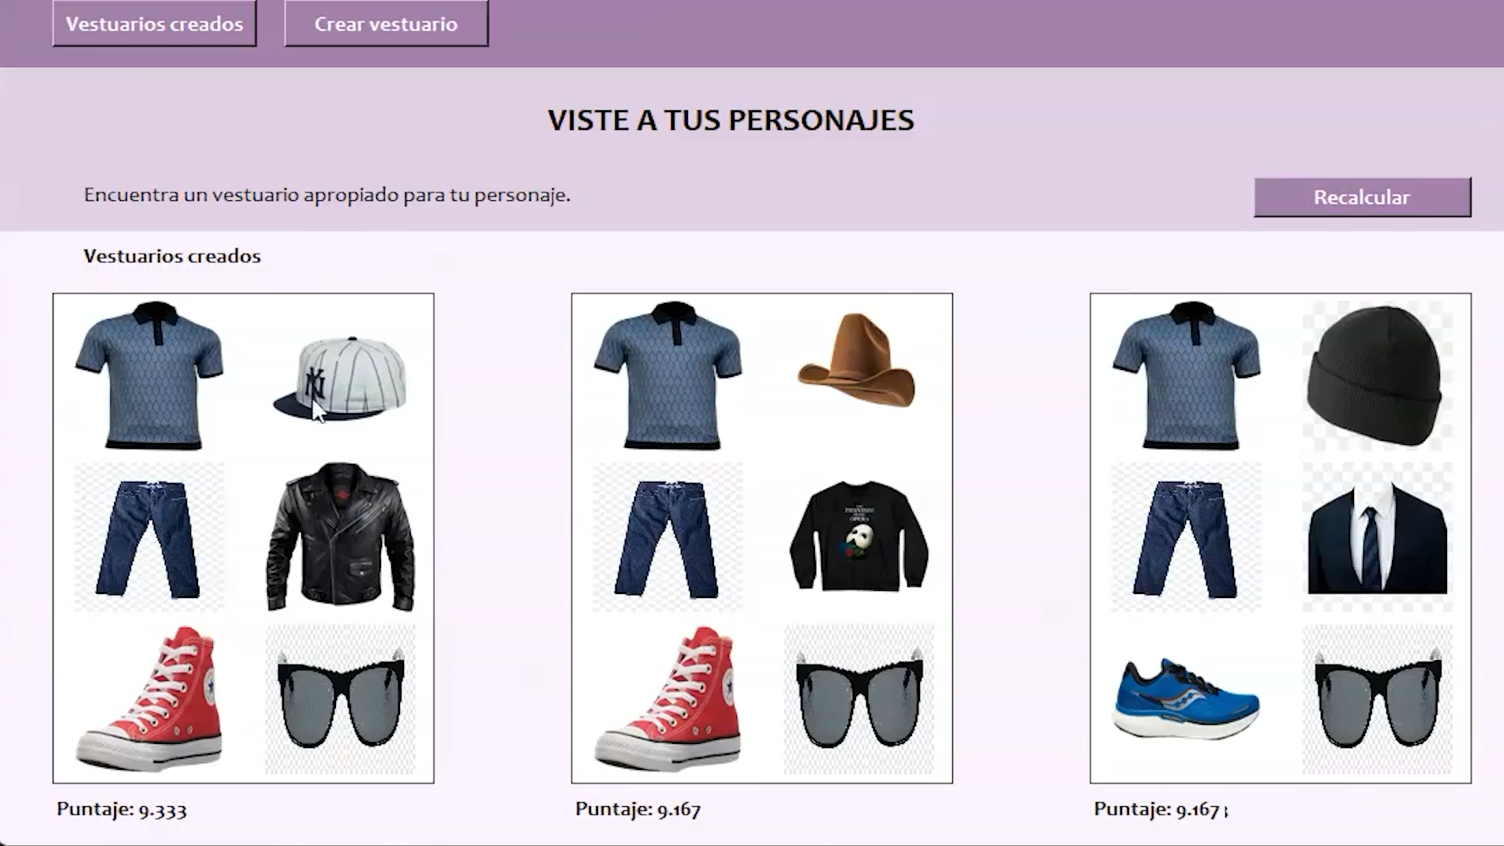 Vestuarios creados
Crear vestuario
VISTE A TUS PERSONAJES
Encuentra un vestuario apropiado para tu personaje.
Recalcular
Vestuarios creados
NY
THE
PHANTOM
OF THE
OPERA
Puntaje: 9.333
Puntaje: 9.167
Puntaje: 9.167